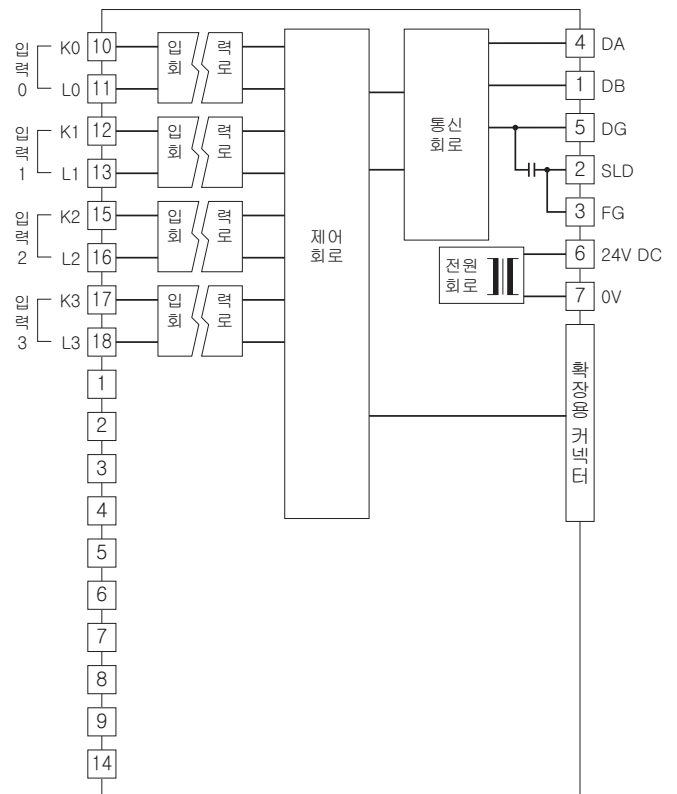 입력0
K0 10
L0 11
입회
력로
입력1
K1 12
L1 13
입회
력로
입력2
K2 15
L2 16
입회
력로
입력3
K3 17
L3 18
입회
력로
1
2
3
4
5
6
7
8
9
14
제어
회로
통신
회로
전원
회로
4 DA
1 DB
5 DG
2 SLD
3 FG
6 24V DC
7 0V
확장용 커넥터